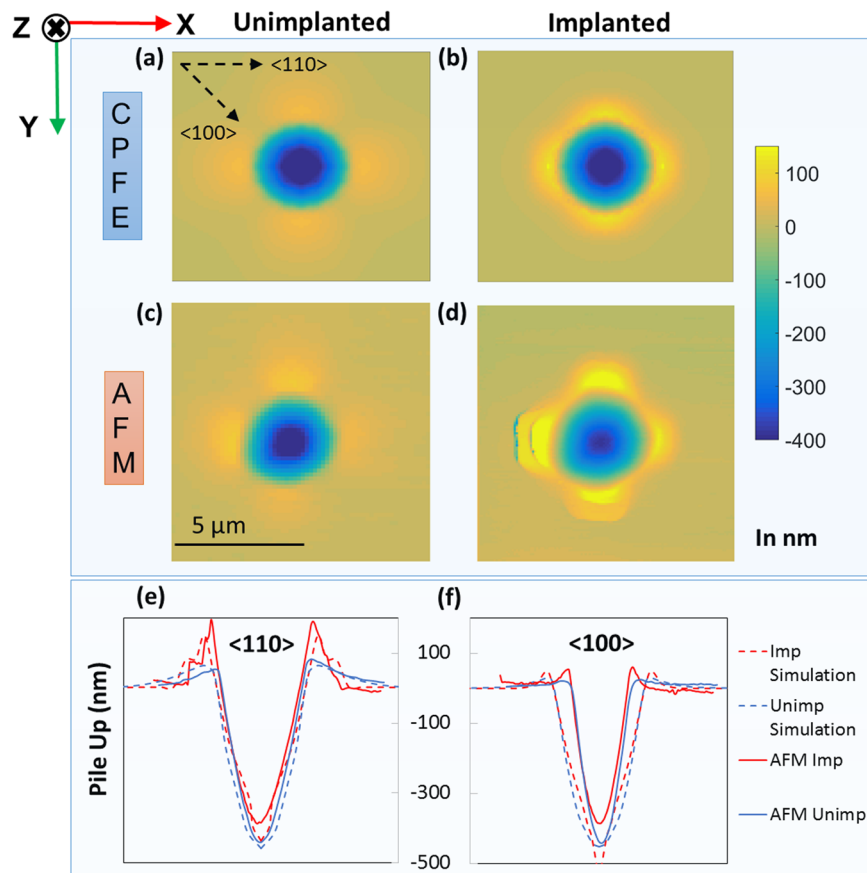 Z X Unimplanted Implanted
Y
(a) (b)
<110>
<100>
C
P
F
E
100
0
-100
-200
-300
-400
(c) (d)
A
F
M
5 µm
In nm
(e) (f)
<110> <100>
Pile Up (nm)
100
-100
-300
-500
Imp
Simulation
Unimp
Simulation
AFM Imp
AFM Unimp